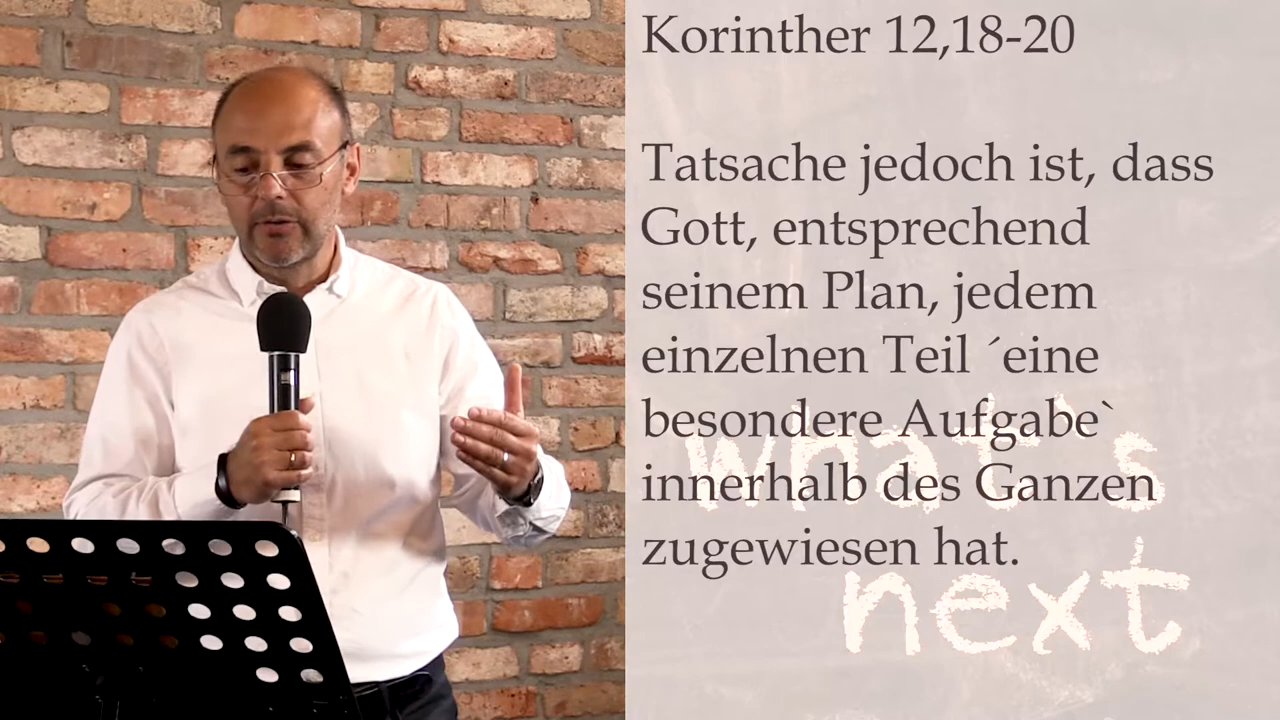 Korinther 12,18-20
Tatsache jedoch ist, dass
Gott, entsprechend
seinem Plan, jedem
einzelnen Teil ´eine
besondere Aufgabe`
innerhalb des Ganzen
zugewiesen hat.
what's
next